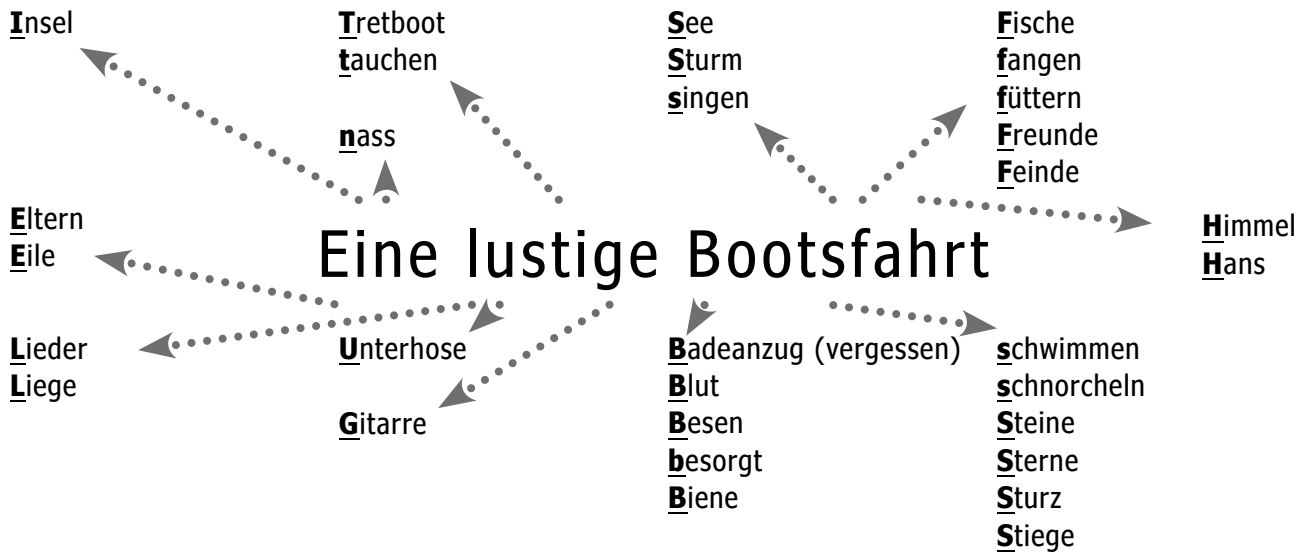 Insel
Tretboot
tauchen
nass
See
Sturm
singen
Fische
fangen
füttern
Freunde
Feinde
Eltern
Eile
Eine lustige Bootsfahrt
Himmel
Hans
Lieder
Liege
Unterhose
Gitarre
Badeanzug (vergessen)
Blut
Besen
besorgt
Biene
schwimmen
schnorcheln
Steine
Sterne
Sturz
Stiege